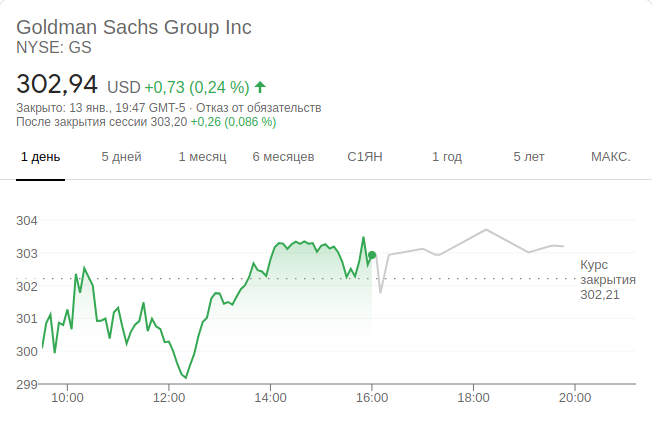 Goldman Sachs Group Inc
NYSE: GS
302,94 USD +0,73 (0,24 %)
Закрыто: 13 янв., 19:47 GMT-5 · Отказ от обязательств
После закрытия сессии 303,20 +0,26 (0,086 %)
1 день 5 дней 1 месяц 6 месяцев С1ЯН 1 год 5 лет МАКС.
304
303
302
301
300
299
Курс
закрытия
302,21
10:00 12:00 14:00 16:00 18:00 20:00